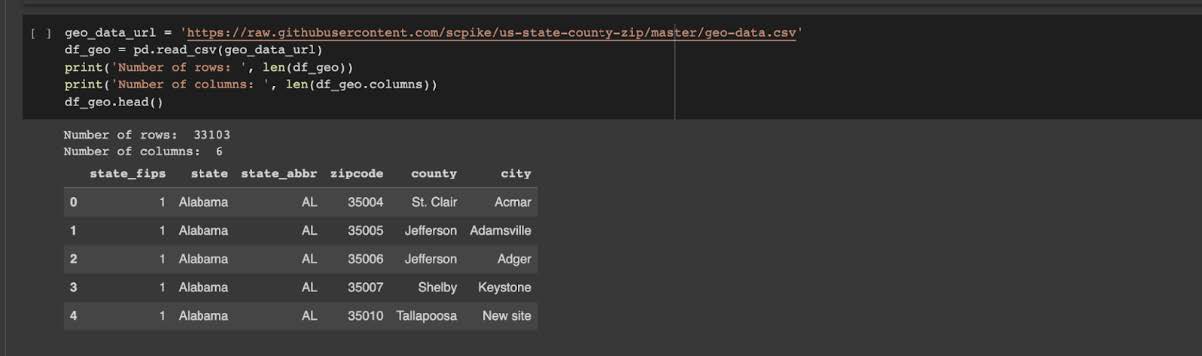 [ ] geo_data_url = 'https://raw.githubusercontent.com/scpike/us-state-county-zip/master/geo-data.csv'
df_geo = pd.read_csv(geo_data_url)
print('Number of rows: ', len(df_geo))
print('Number of columns: ', len(df_geo.columns))
df_geo.head()
Number of rows:  33103
Number of columns:  6
state_fips state state_abbr zipcode county city
0 1 Alabama AL 35004 St. Clair Acmar
1 1 Alabama AL 35005 Jefferson Adamsville
2 1 Alabama AL 35006 Jefferson Adger
3 1 Alabama AL 35007 Shelby Keystone
4 1 Alabama AL 35010 Tallapoosa New site